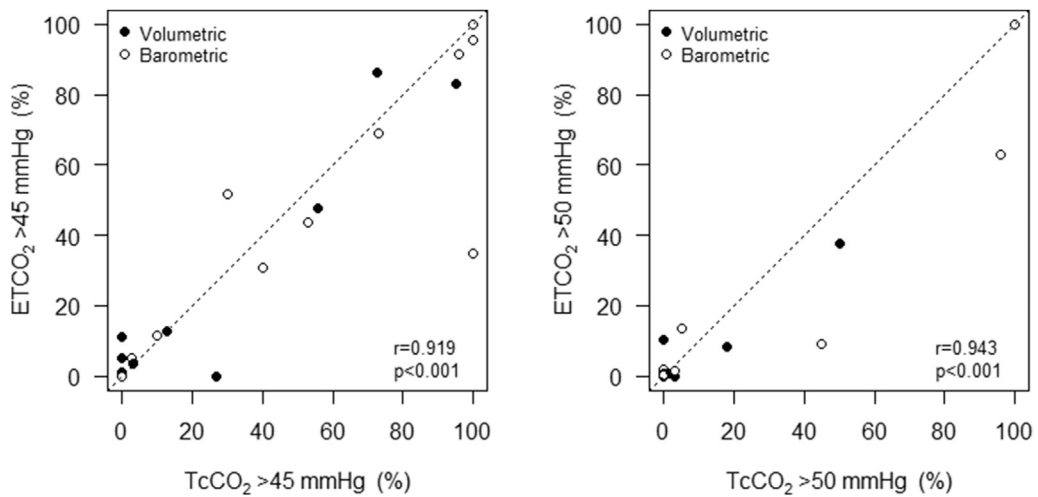 100
80
60
40
20
0
ETCO2 >45 mmHg (%)
Volumetric
Barometric
r=0.919
p<0.001
0 20 40 60 80 100
TcCO2 >45 mmHg (%)
100
80
60
40
20
0
ETCO2 >50 mmHg (%)
Volumetric
Barometric
r=0.943
p<0.001
0 20 40 60 80 100
TcCO2 >50 mmHg (%)